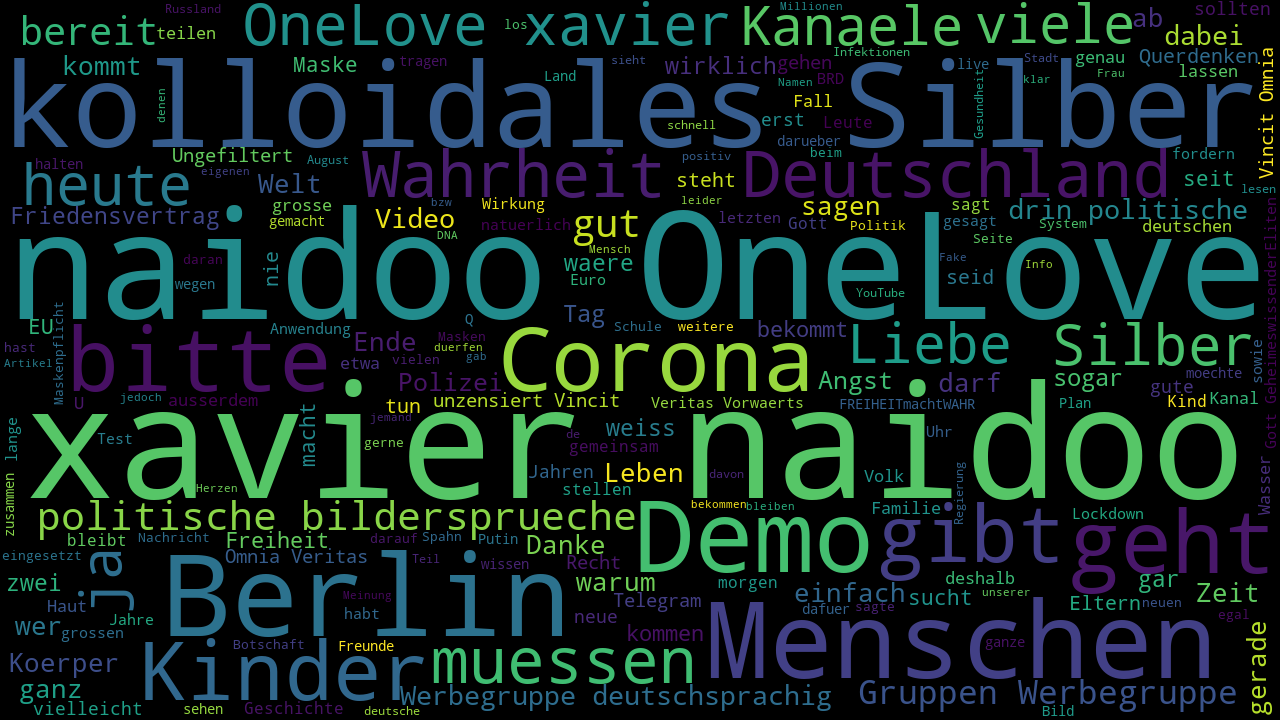 Russland
Millionen
sollten
bereit
teilen
OneLove
los
xavier
Kanaele
viele
ab
dabei
Infektionen
kommt
Maske
tragen
Land
sieht
wirklich
gehen
Namen
BRD
live
Stadt
genau
Querdenken
klar
Frau
lassen
Vincit Omnia
kolloidales Silber
denen
schnell
Fall
erst
Leute
Gesundheit
darueber
beim
halten
Ungefiltert
eigenen
August
Wahrheit
positiv
Deutschland
fordern
heute
Welt
steht
seit
lesen
Friedensvertrag
grosse
gemacht
Video
bzw
Wirkung
natuerlich
DNA
gut
leider
letzten
Gott
sagen
Politik
sagt
gesagt
drin politische
System
Seite
deutschen
naidoo OneLove
daran
wegen
nie
Mensch
waere
Euro
YouTube
Fake
seid
Info
GeheimeswissenderEliten
Gott
EU
hast
Artikel
Maskenpflicht
Anwendung
Q
Tag
Schule
weitere
bekommt
bitte
Ende
etwa
Masken
duerfen
vielen
gab
Corona
Liebe
Silber
sowie
U
jedoch
ausserdem
Polizei
Angst
darf
sogar
gute
moechte
tun
unzensiert Vincit
Veritas Vorwaerts
FREIHEITmachtWAHR
Plan
Kind
Kanal
lange
Test
macht
jemand
gerne
de
weiss
gemeinsam
Uhr
xavier naidoo
Jahren
Leben
davon
Volk
Wasser
zusammen
Herzen
stellen
bekommen
bleiben
Familie
Regierung
Lockdown
politische bildersprueche
Demo
gibt
geht
bleibt
Nachricht
Freiheit
darauf
Spahn
Putin
Danke
eingesetzt
ja
Omnia Veritas
Teil
wissen
Recht
warum
morgen
deshalb
unserer
gar
Zeit
zwei
Haut
Jahre
Berlin
Meinung
habt
neue
Telegram
einfach
dafuer
sagte
sucht
Eltern
neuen
egal
wer
grossen
Botschaft
Freunde
kommen
Menschen
ganze
gerade
Koerper
Kinder
muessen
ganz
vielleicht
sehen
Geschichte
deutsche
Werbegruppe deutschsprachig
Gruppen Werbegruppe
Bild